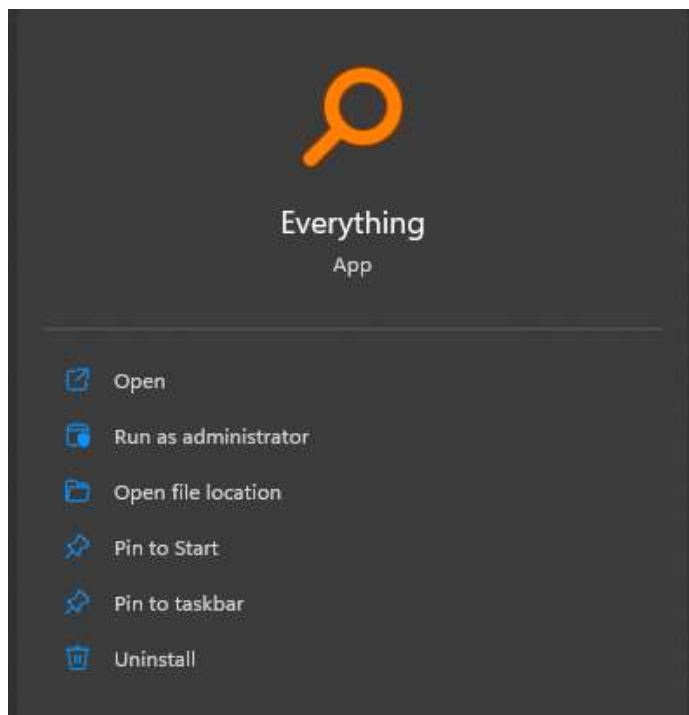 Everything
App
Open
Run as administrator
Open file location
Pin to Start
Pin to taskbar
Uninstall